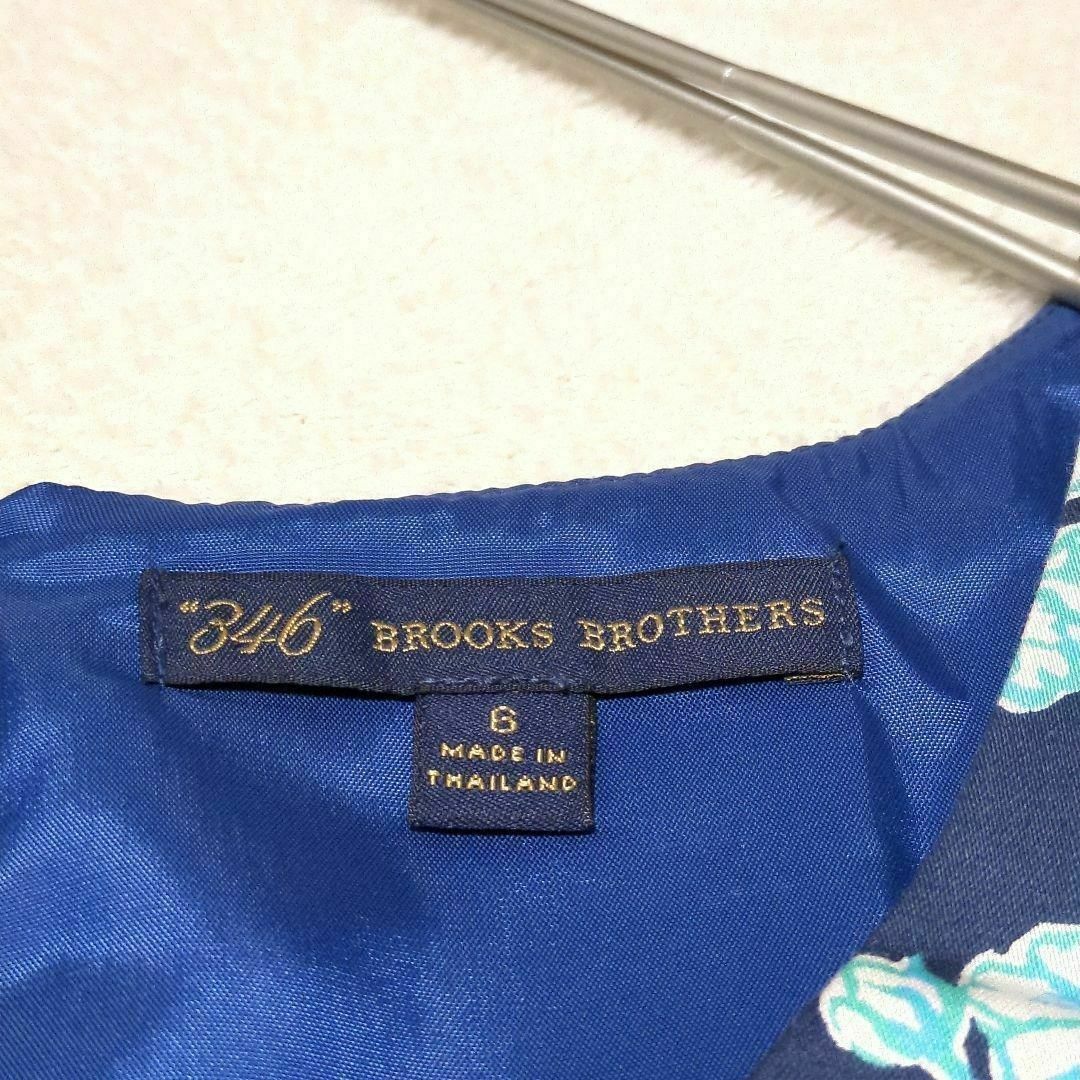 "346" BROOKS BROTHERS
6
MADE IN
THAILAND